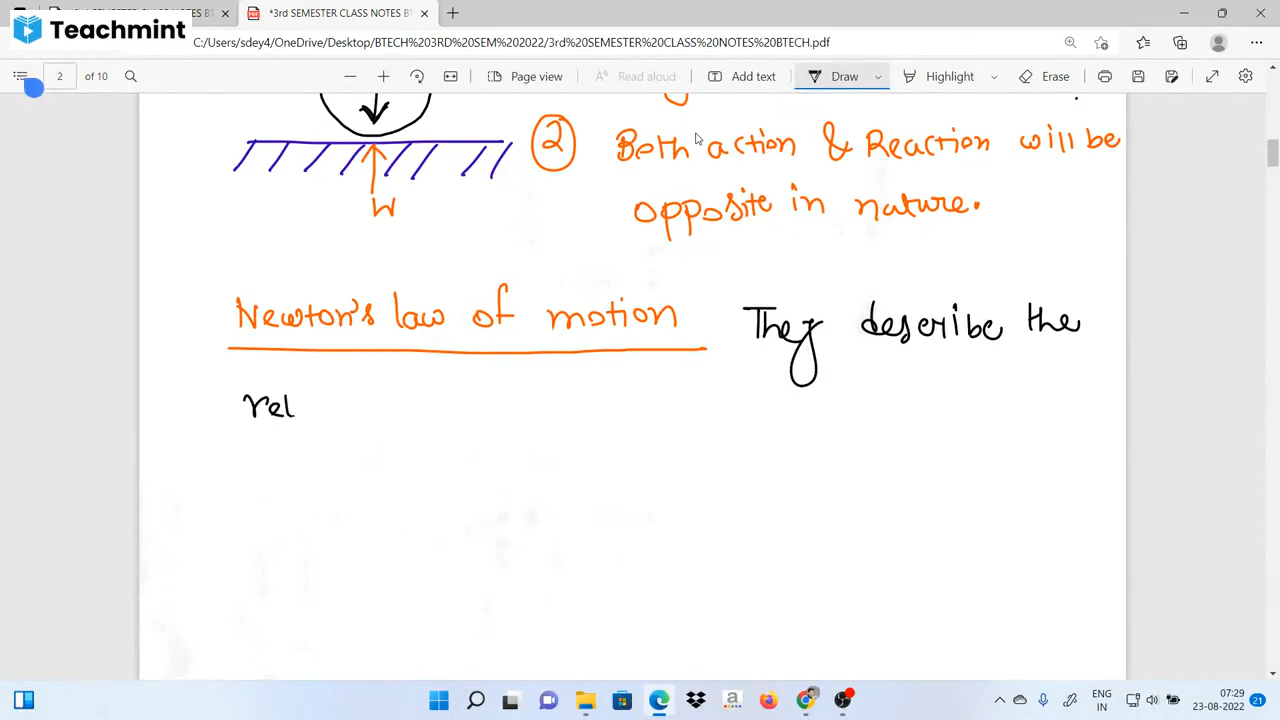 *3rd SEMESTER CLASS NOTES BT
Teachmint
C:/Users/sdey4/OneDrive/Desktop/BTECH%203RD%20SEM%202022/3rd%20SEMESTER%20CLASS%20NOTES%20BTECH.pdf
2 of 10 Page view Read aloud Add text Draw Highlight Erase
② Both action & Reaction will be
W
opposite in nature.
Newton's law of motion They describe the
rel
ENG
IN
07:29
23-08-2022
21